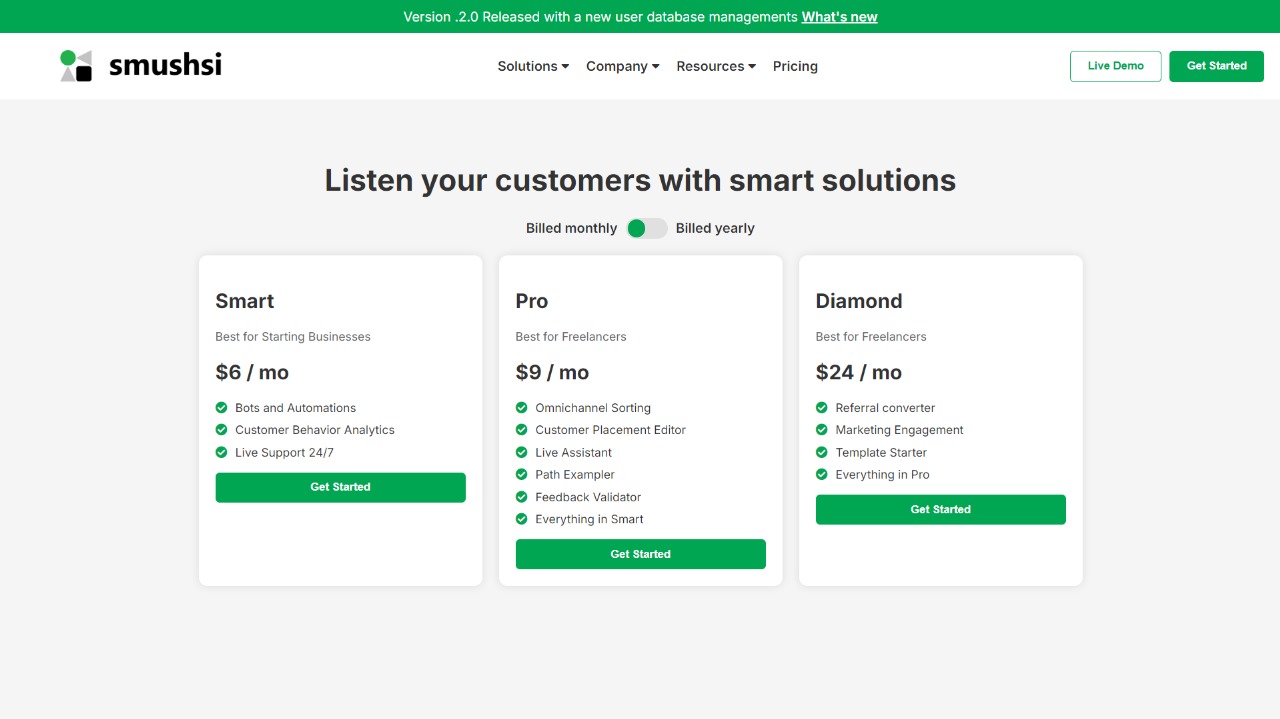 Version .2.0 Released with a new user database managements What's new
smushsi
Solutions Company Resources Pricing
Live Demo
Get Started
Listen your customers with smart solutions
Billed monthly Billed yearly
Smart
Best for Starting Businesses
$6 / mo
Bots and Automations
Customer Behavior Analytics
Live Support 24/7
Get Started
Pro
Best for Freelancers
$9 / mo
Omnichannel Sorting
Customer Placement Editor
Live Assistant
Path Exampler
Feedback Validator
Everything in Smart
Get Started
Diamond
Best for Freelancers
$24 / mo
Referral converter
Marketing Engagement
Template Starter
Everything in Pro
Get Started